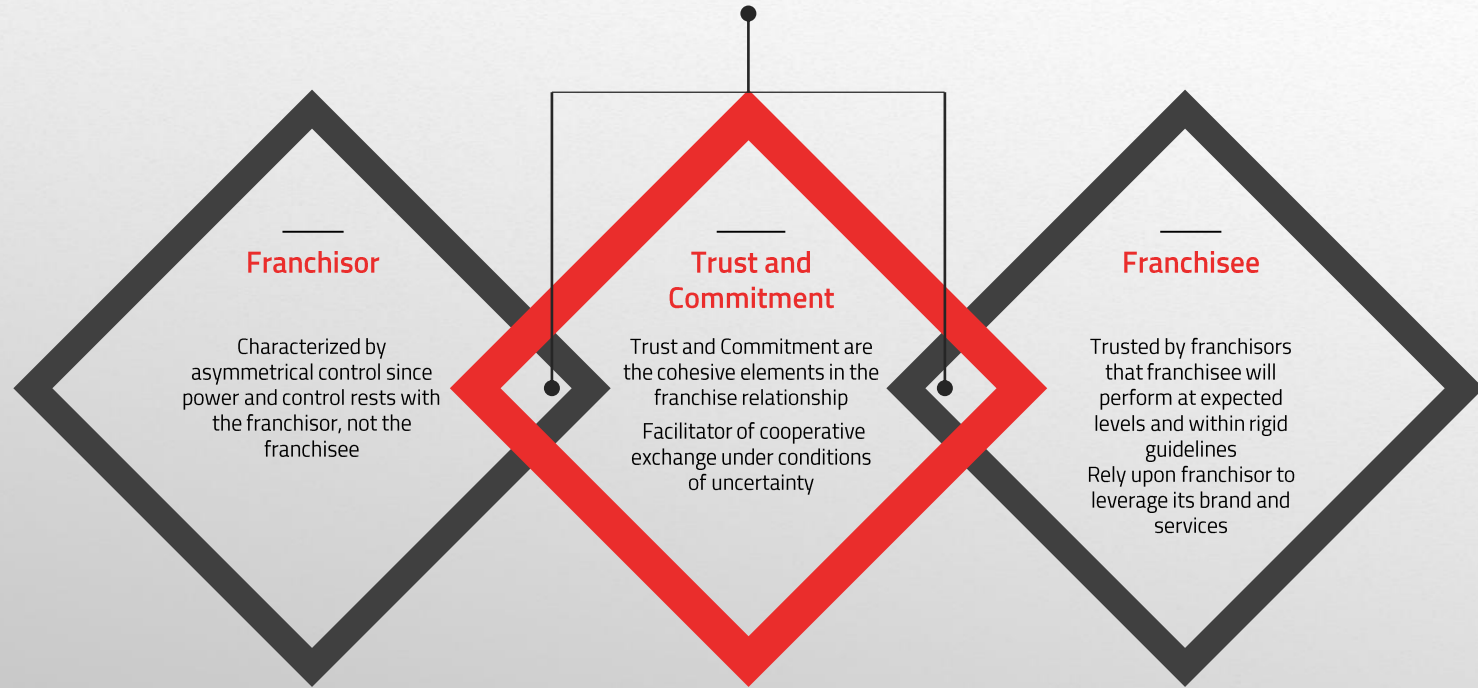 Franchisor
Characterized by
asymmetrical control since
power and control rests with
the franchisor, not the
franchisee
Trust and
Commitment
Trust and Commitment are
the cohesive elements in the
franchise relationship
Facilitator of cooperative
exchange under conditions
of uncertainty
Franchisee
Trusted by franchisors
that franchisee will
perform at expected
levels and within rigid
guidelines
Rely upon franchisor to
leverage its brand and
services